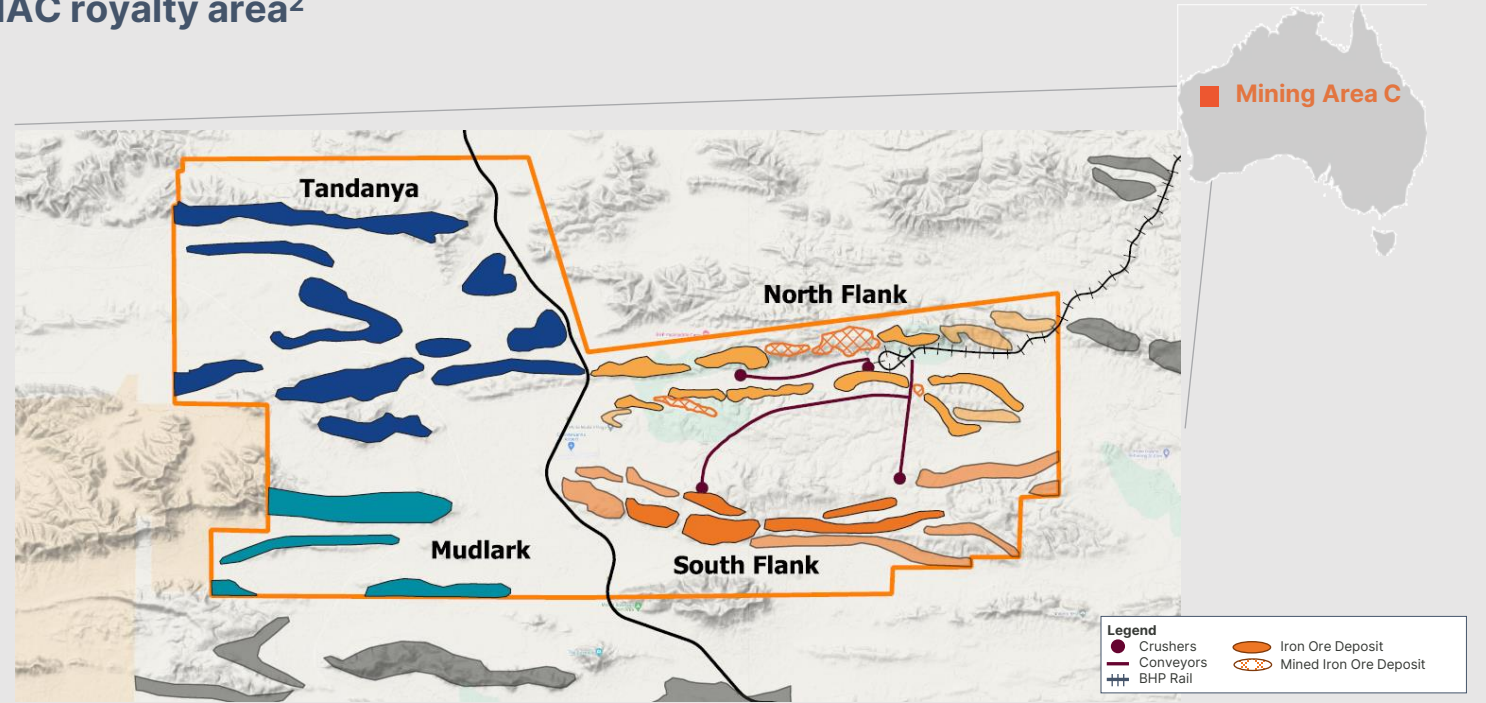 IAC royalty area²
Mining Area C
Tandanya
North Flank
Mudlark
South Flank
Legend
Crushers
Conveyors
BHP Rail
Iron Ore Deposit
Mined Iron Ore Deposit